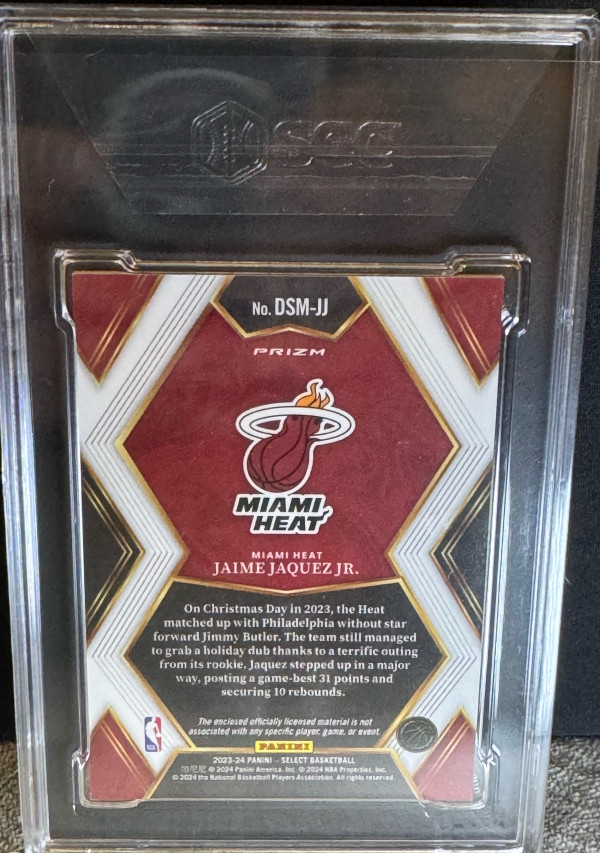 SGC
No. DSM-JJ
PRIZM
MIAMI
HEAT
MIAMI HEAT
JAIME JAQUEZ JR.
On Christmas Day in 2023, the Heat
matched up with Philadelphia without star
forward Jimmy Butler. The team still managed
to grab a holiday dub thanks to a terrific outing
from its rookie. Jaquez stepped up in a major
way, posting a game-best 31 points and
securing 10 rebounds.
The enclosed officially licensed material is not
associated with any specific player, game, or event.
PANINI
2023-24 PANINI – SELECT BASKETBALL
© 2024 Panini America, Inc. © 2024 NBA Properties, Inc.
© 2024 the National Basketball Players Association. All rights reserved.